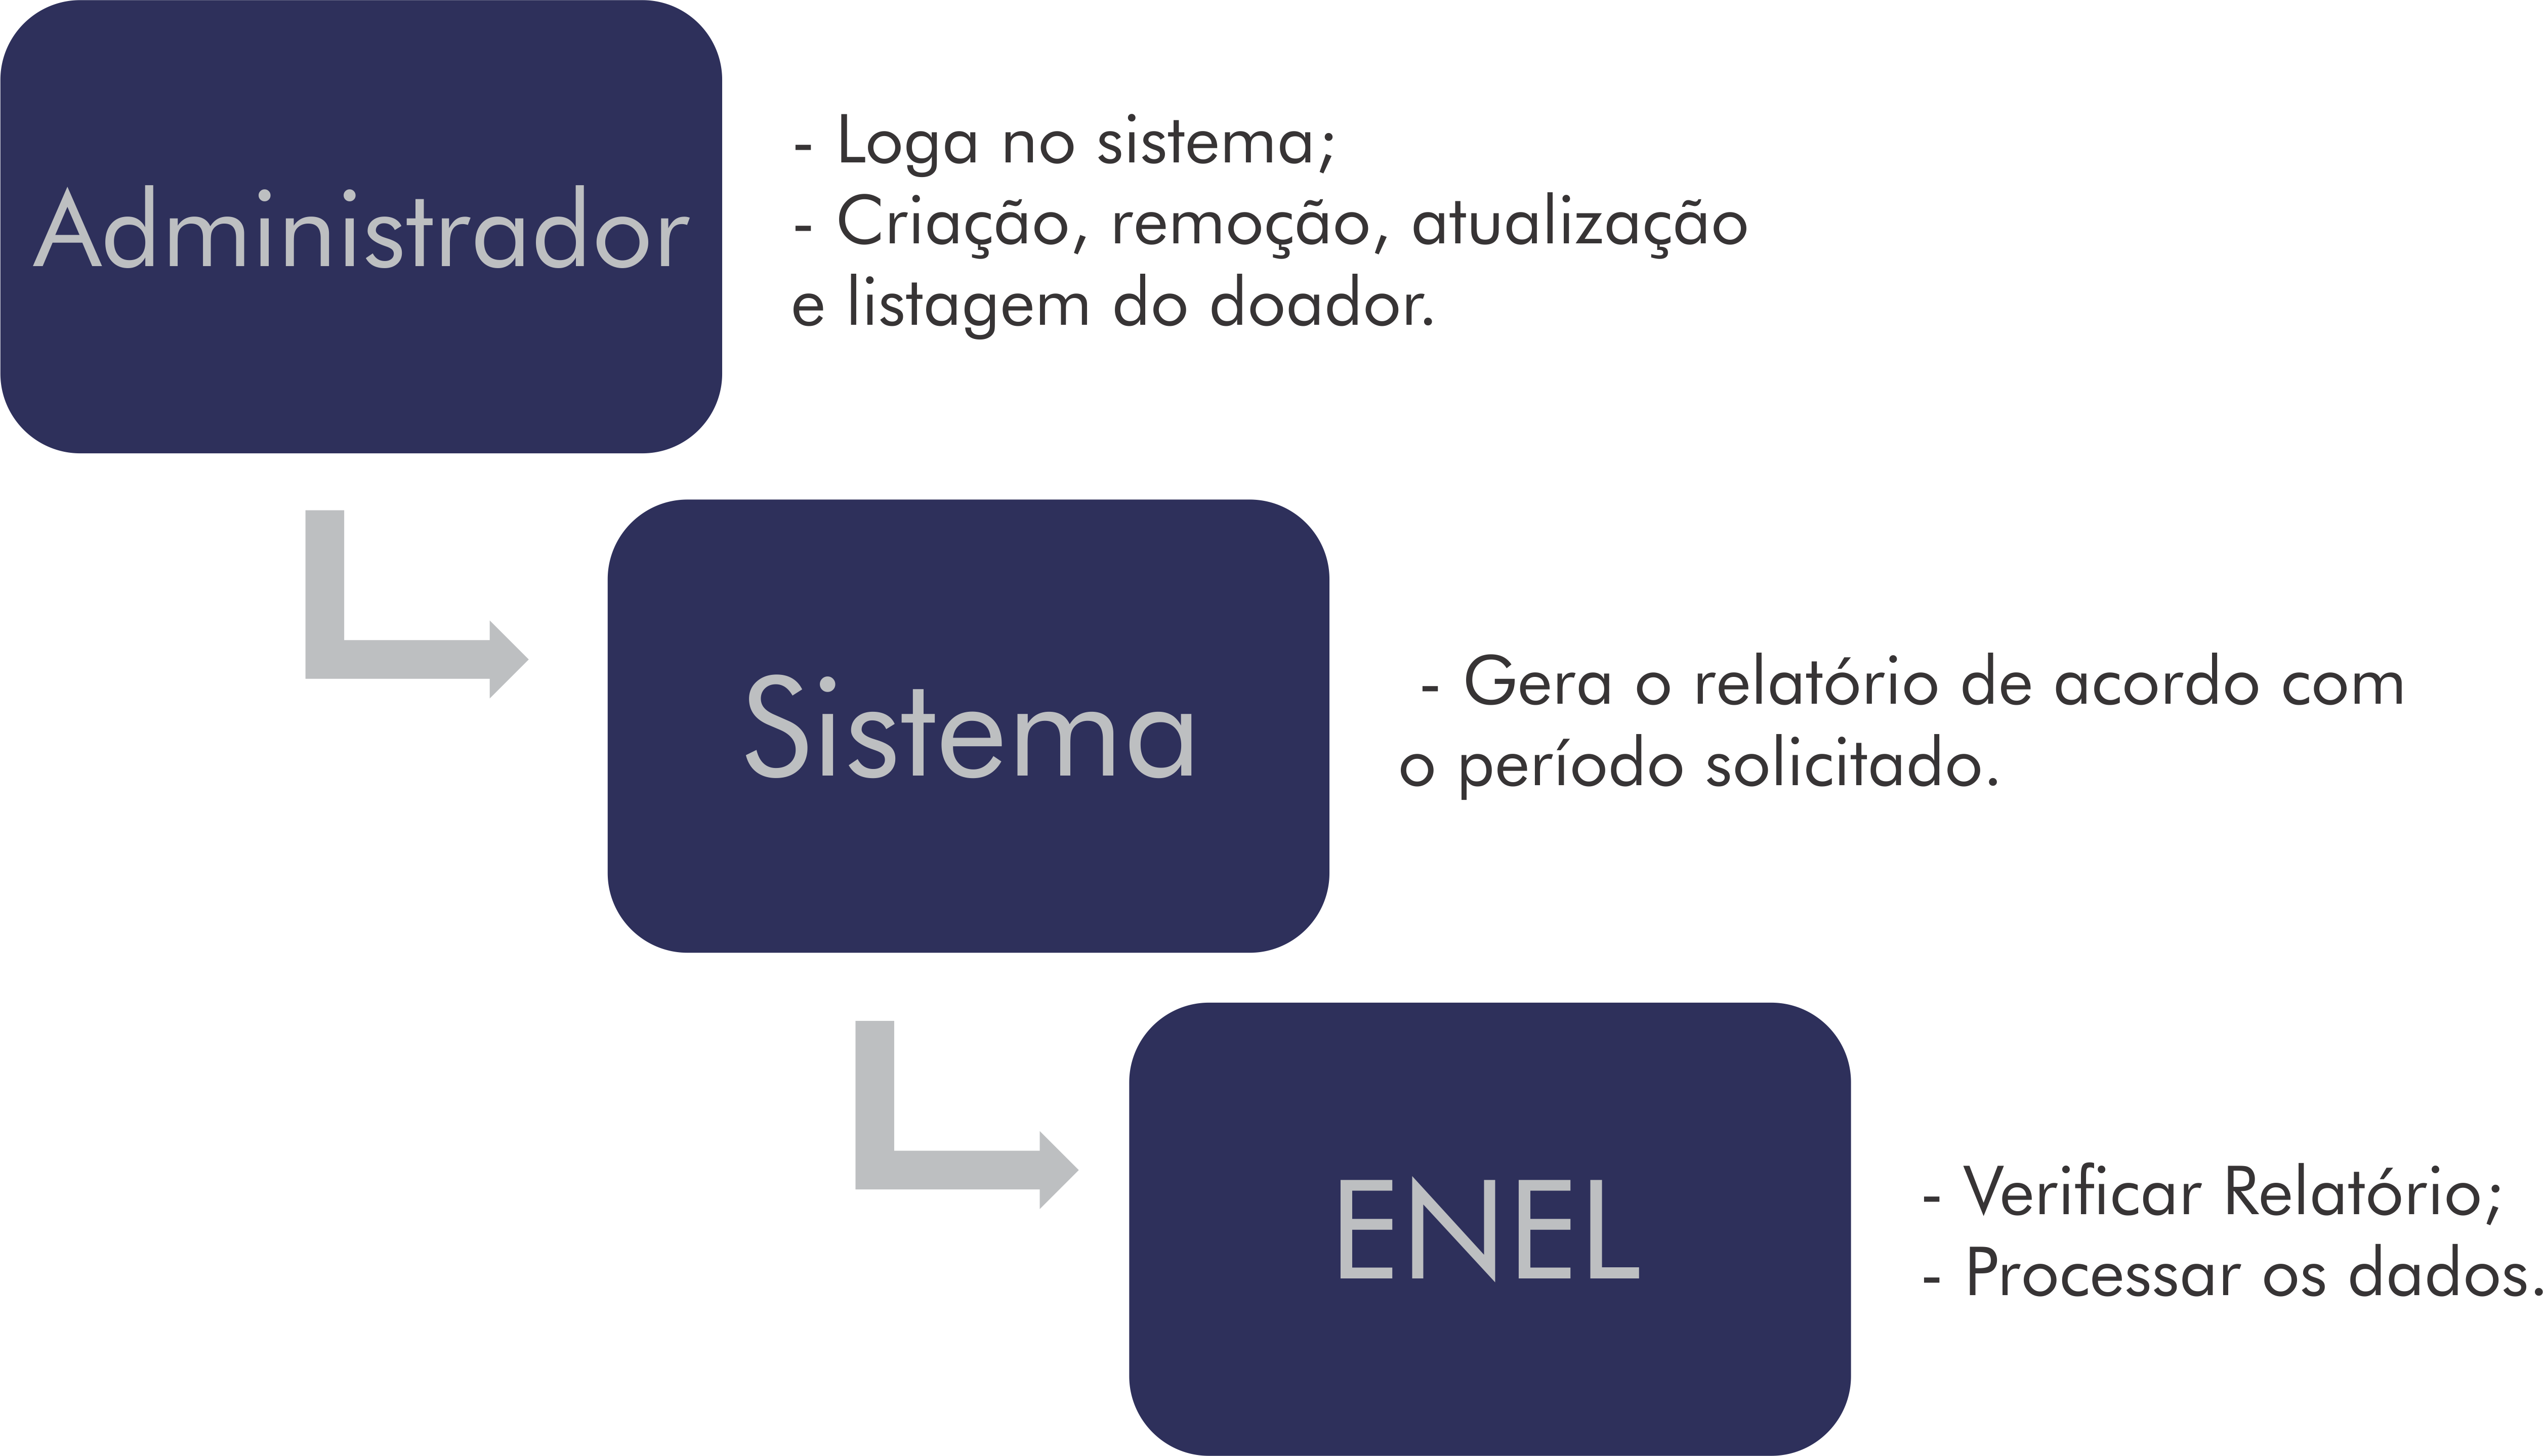 Administrador
- Loga no sistema;
- Criação, remoção, atualização
e listagem do doador.
Sistema
- Gera o relatório de acordo com
o período solicitado.
ENEL
- Verificar Relatório;
- Processar os dados.